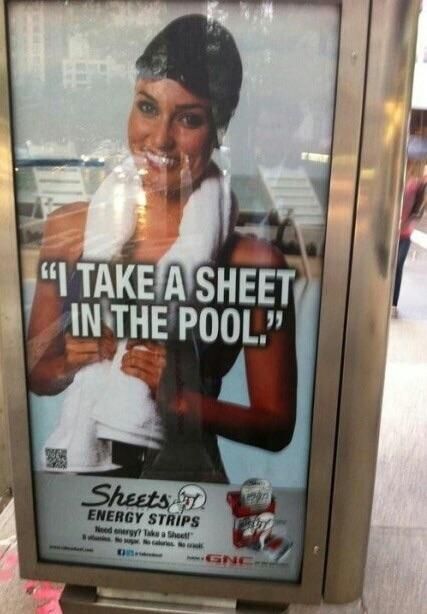 “I TAKE A SHEET
IN THE POOL.”
Sheets
ENERGY STRIPS
Need energy? Take a Sheet!
B vitamins. No sugar. No calories. No crash!
GNC